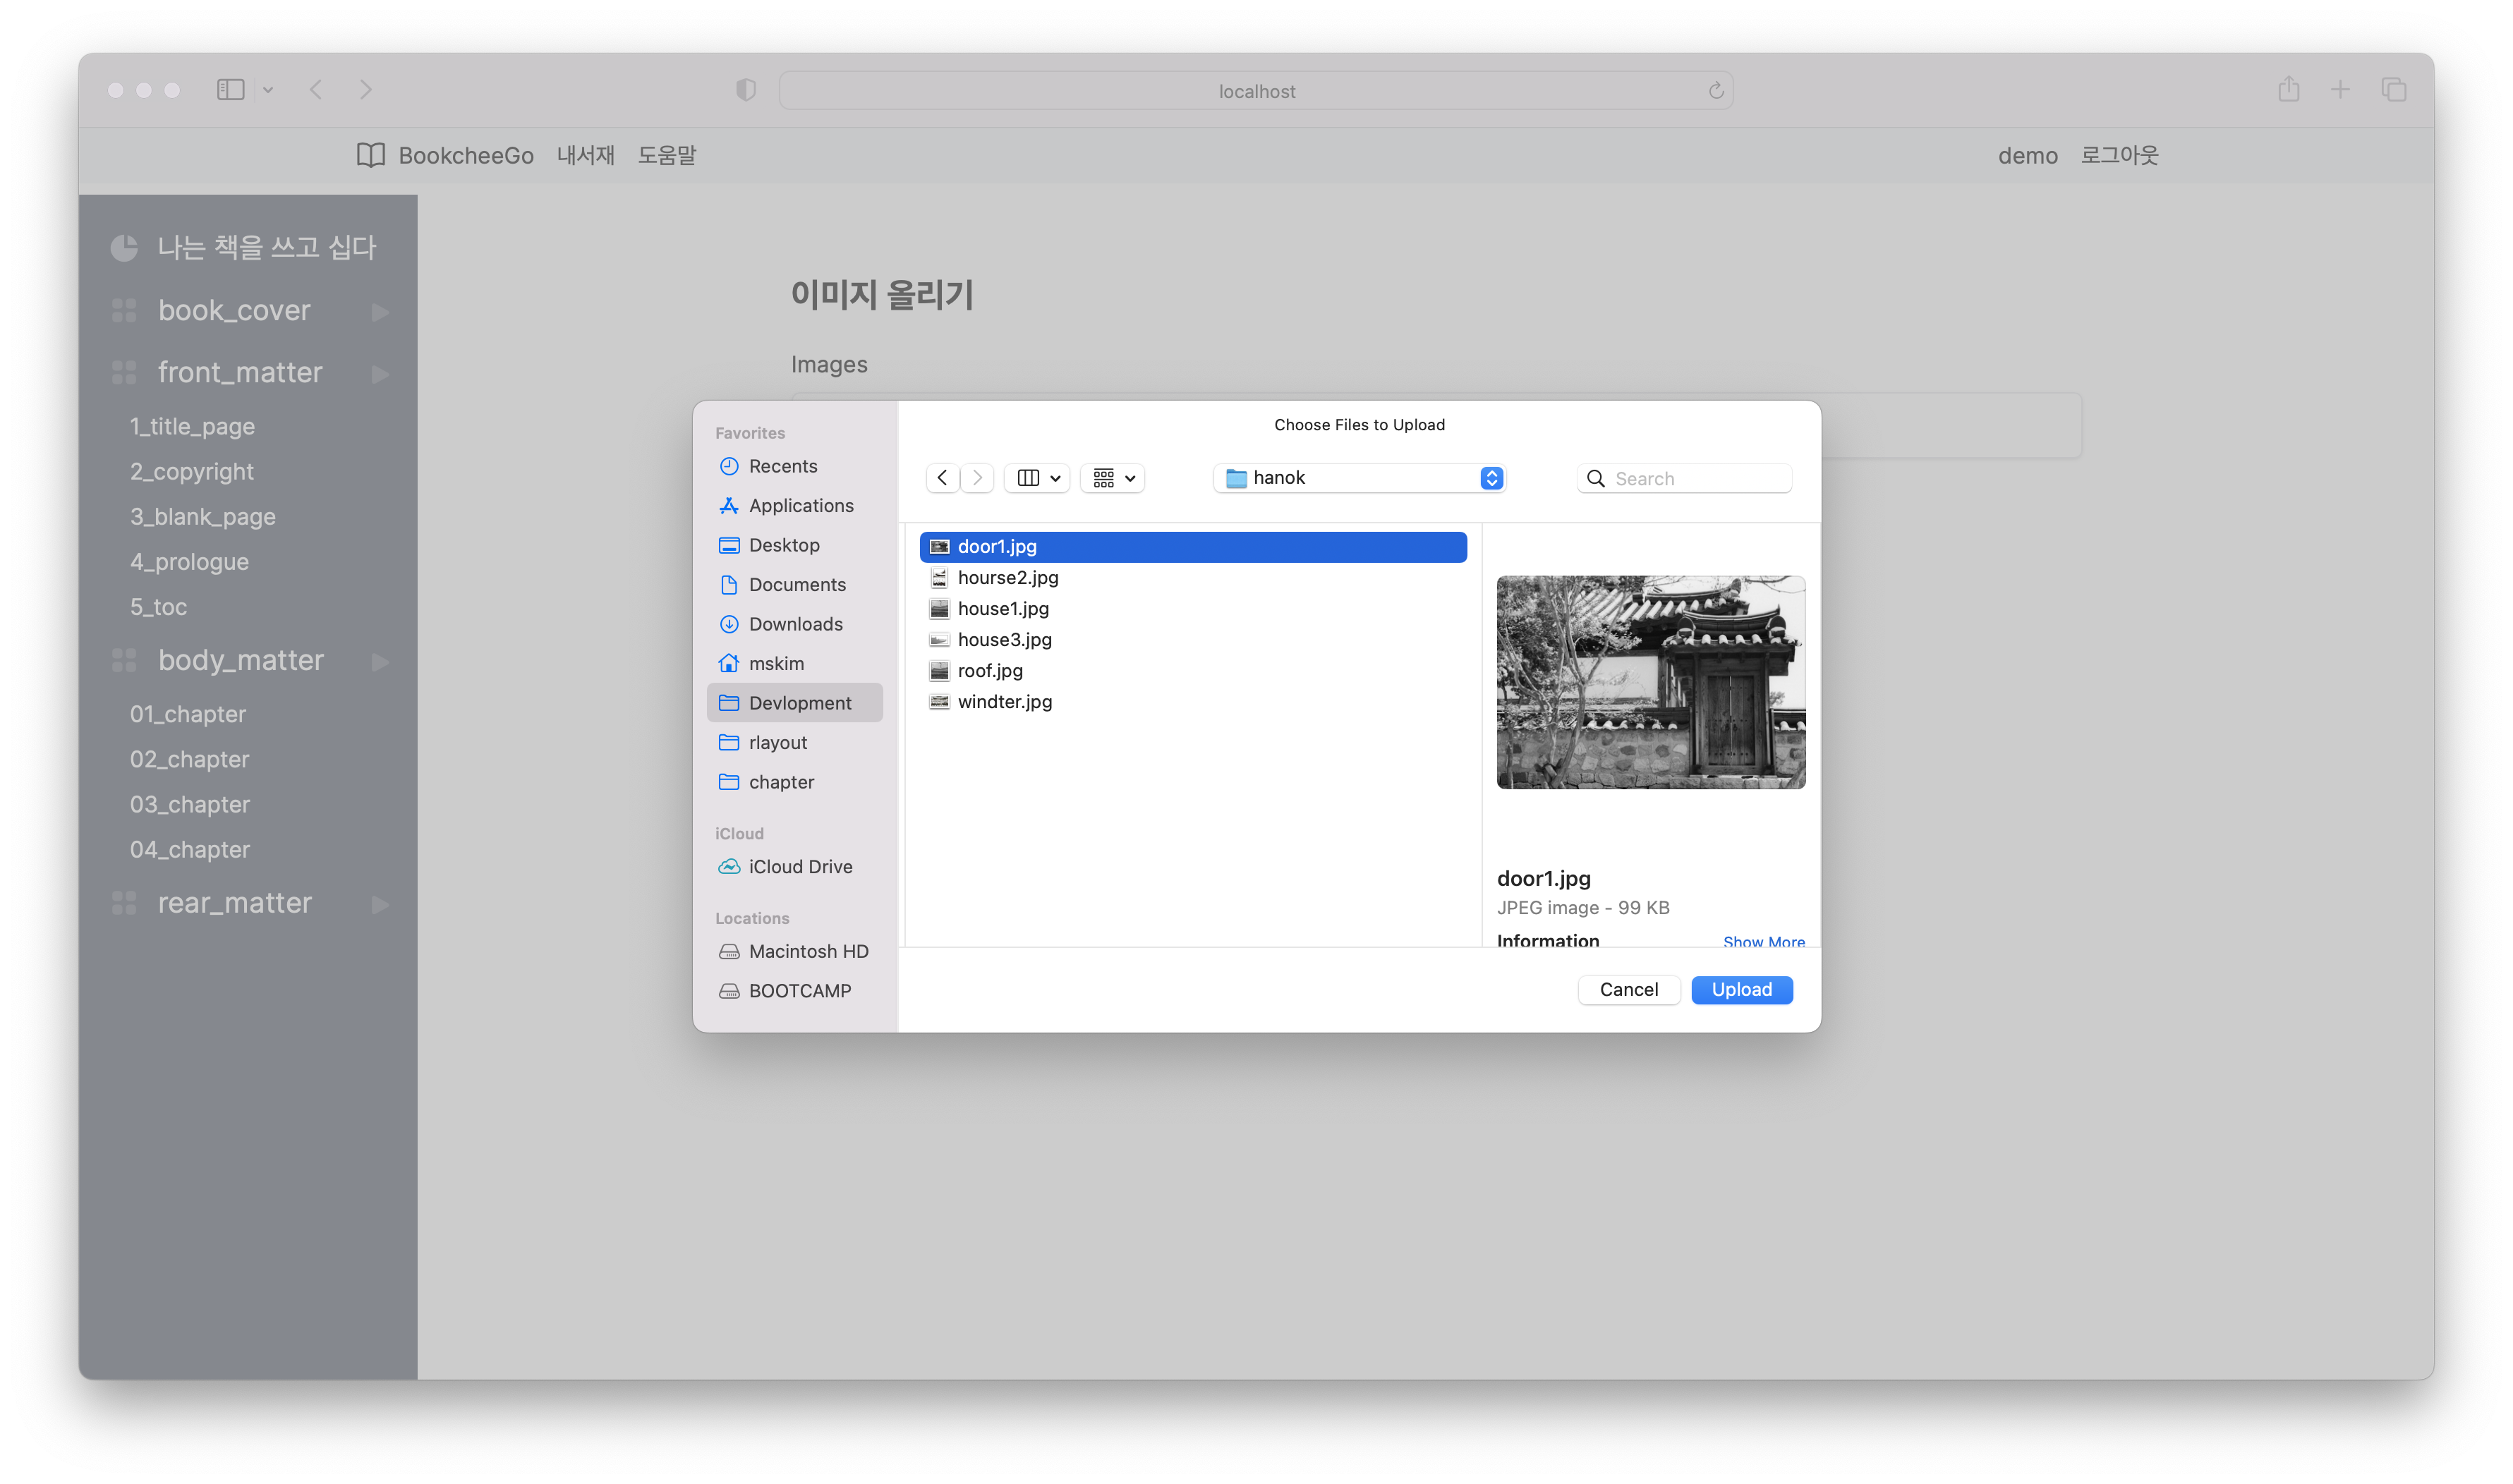 localhost
BookcheeGo 내서재 도움말 demo 로그아웃
나는 책을 쓰고 십다
book_cover
front_matter
1_title_page
2_copyright
3_blank_page
4_prologue
5_toc
body_matter
01_chapter
02_chapter
03_chapter
04_chapter
rear_matter
이미지 올리기
Images
Choose Files to Upload
Favorites
Recents
Applications
Desktop
Documents
Downloads
mskim
Devlopment
rlayout
chapter
iCloud
iCloud Drive
Locations
Macintosh HD
BOOTCAMP
hanok
Search
door1.jpg
hourse2.jpg
house1.jpg
house3.jpg
roof.jpg
windter.jpg
door1.jpg
JPEG image - 99 KB
Information Show More
Cancel Upload